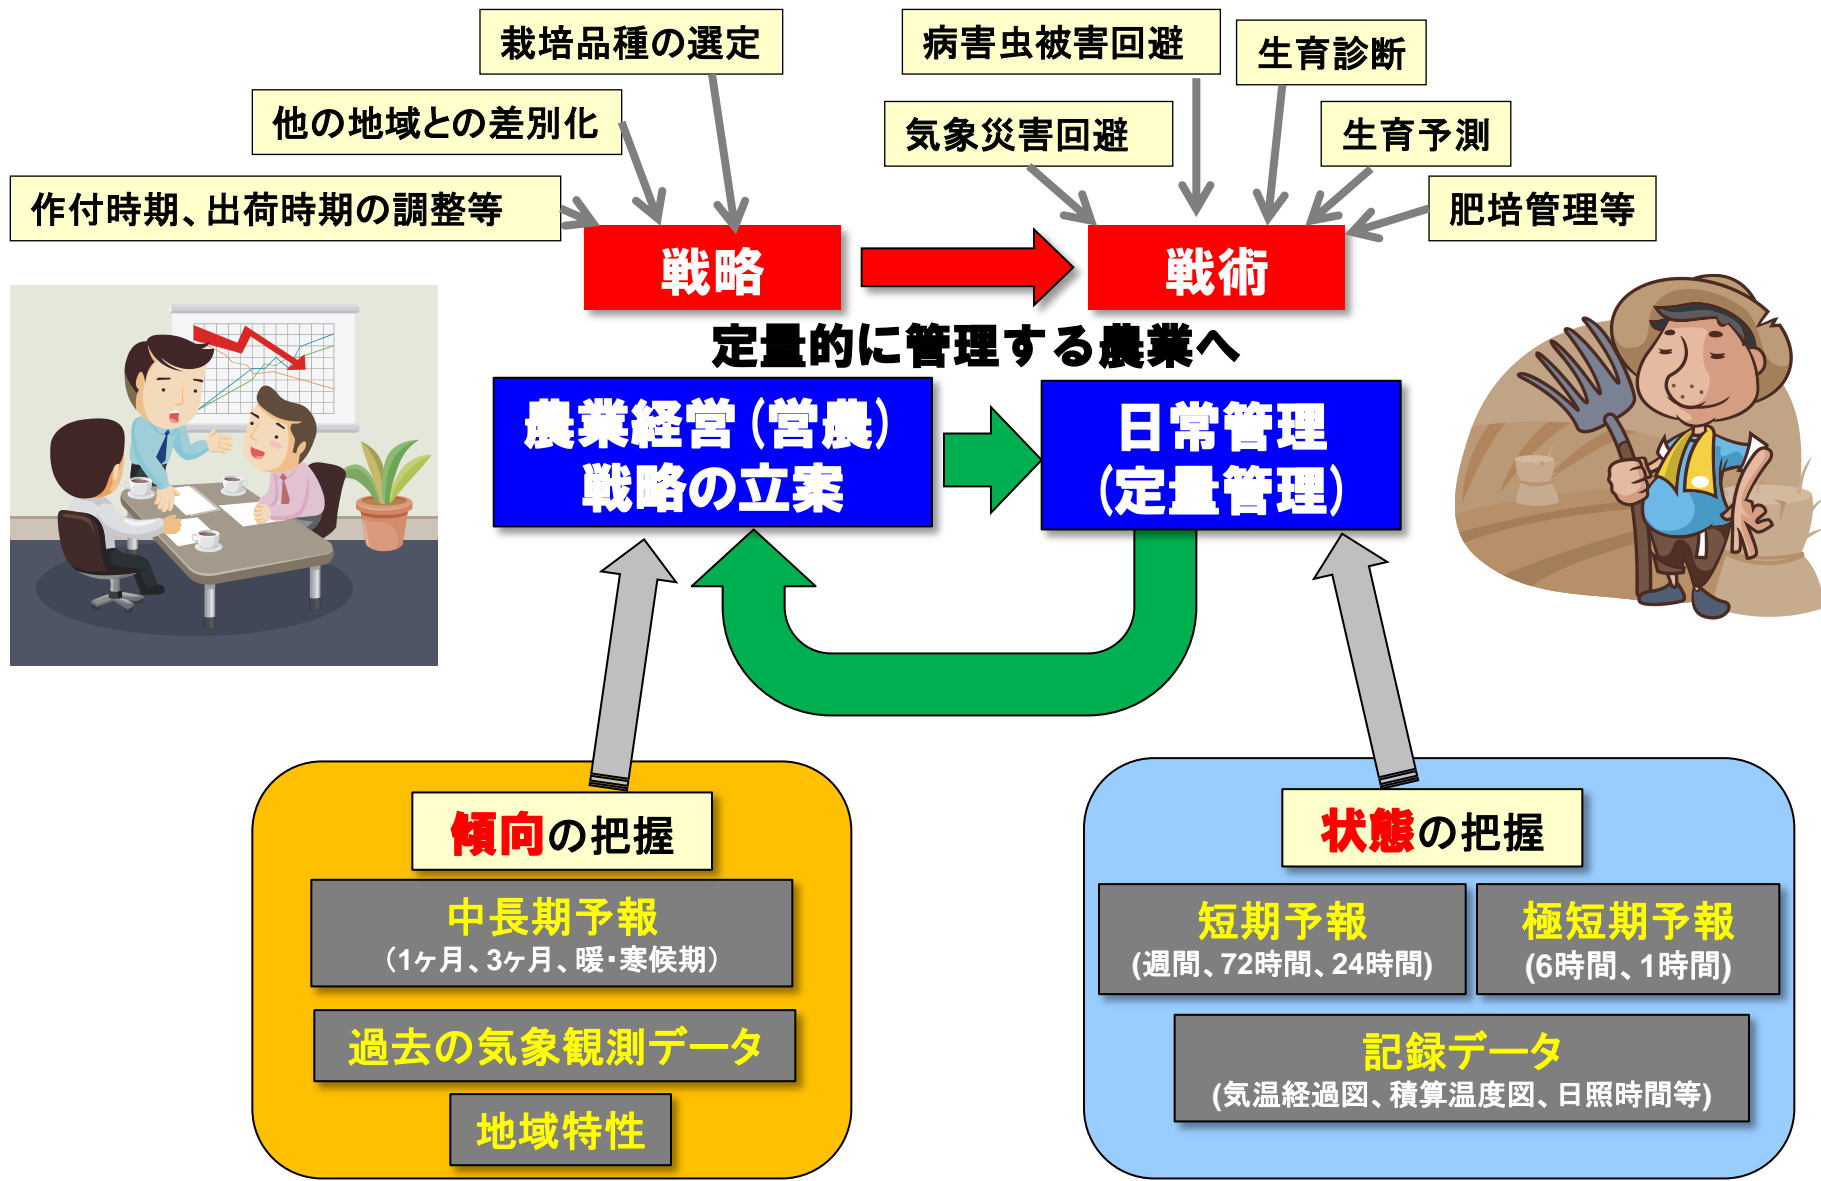 栽培品種の選定
病害虫被害回避
生育診断
他の地域との差別化
気象災害回避
生育予測
作付時期、出荷時期の調整等
肥培管理等
戦略
戦術
定量的に管理する農業へ
農業経営(営農)
戦略の立案
日常管理
(定量管理)
傾向の把握
中長期予報
(1ヶ月、3ヶ月、暖・寒候期)
過去の気象観測データ
地域特性
状態の把握
短期予報
(週間、72時間、24時間)
極短期予報
(6時間、1時間)
記録データ
(気温経過図、積算温度図、日照時間等)